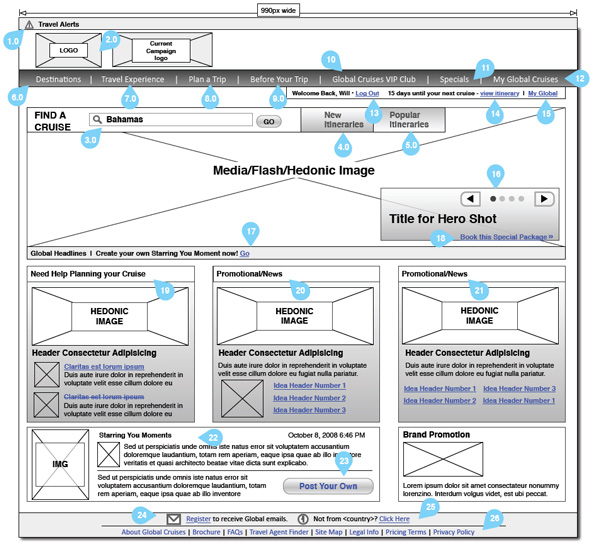 990px wide
1.0 Travel Alerts
LOGO 2.0 Current Campaign logo
10 11
Destinations | Travel Experience | Plan a Trip | Before Your Trip | Global Cruises VIP Club | Specials | My Global Cruises 12
6.0 7.0 8.0 9.0
Welcome Back, Will • Log Out 15 days until your next cruise - view itinerary | My Global
13 14 15
FIND A CRUISE Bahamas GO New Itineraries Popular Itineraries
3.0 4.0 5.0
Media/Flash/Hedonic Image
16
Title for Hero Shot
18 Book this Special Package »
17
Global Headlines | Create your own Starring You Moment now! Go
Need Help Planning your Cruise
19
HEDONIC IMAGE
Header Consectetur Adipisicing
Duis aute irure dolor in reprehenderit in
voluptate velit esse cillum dolore eu
Claritas est lorum ipsum
Duis aute irure dolor in reprehenderit in
voluptate velit esse cillum dolore eu
Claritas est lorum ipsum
Duis aute irure dolor in reprehenderit in
voluptate velit esse cillum dolore eu
Promotional/News
20
HEDONIC IMAGE
Header Consectetur Adipisicing
Duis aute irure dolor in reprehenderit in voluptate
velit esse cillum dolore eu fugiat nulla pariatur.
Idea Header Number 1
Idea Header Number 2
Idea Header Number 3
Promotional/News
21
HEDONIC IMAGE
Header Consectetur Adipisicing
Duis aute irure dolor in reprehenderit in voluptate
velit esse cillum dolore eu fugiat nulla pariatur.
Idea Header Number 1 Idea Header Number 3
Idea Header Number 2 Idea Header Number 1
IMG
Starring You Moments 22 October 8, 2008 6:46 PM
Sed ut perspiciatis unde omnis iste natus error sit voluptatem accusantium
doloremque laudantium, totam rem aperiam, eaque ipsa quae ab illo inventore
veritatis et quasi architecto beatae vitae dicta sunt explicabo.
23
Sed ut perspiciatis unde omnis iste natus error sit
voluptatem accusantium doloremque laudantium, totam
rem aperiam, eaque ipsa quae ab illo inventore
Post Your Own
Brand Promotion
Lorem ipsum dolor sit amet consectetur nonummy
lorenzino. Interdum volgus videt, est ubi peccat.
24 Register to receive Global emails. Not from <country>? Click Here 25
About Global Cruises | Brochure | FAQs | Travel Agent Finder | Site Map | Legal Info | Pricing Terms | Privacy Policy 26